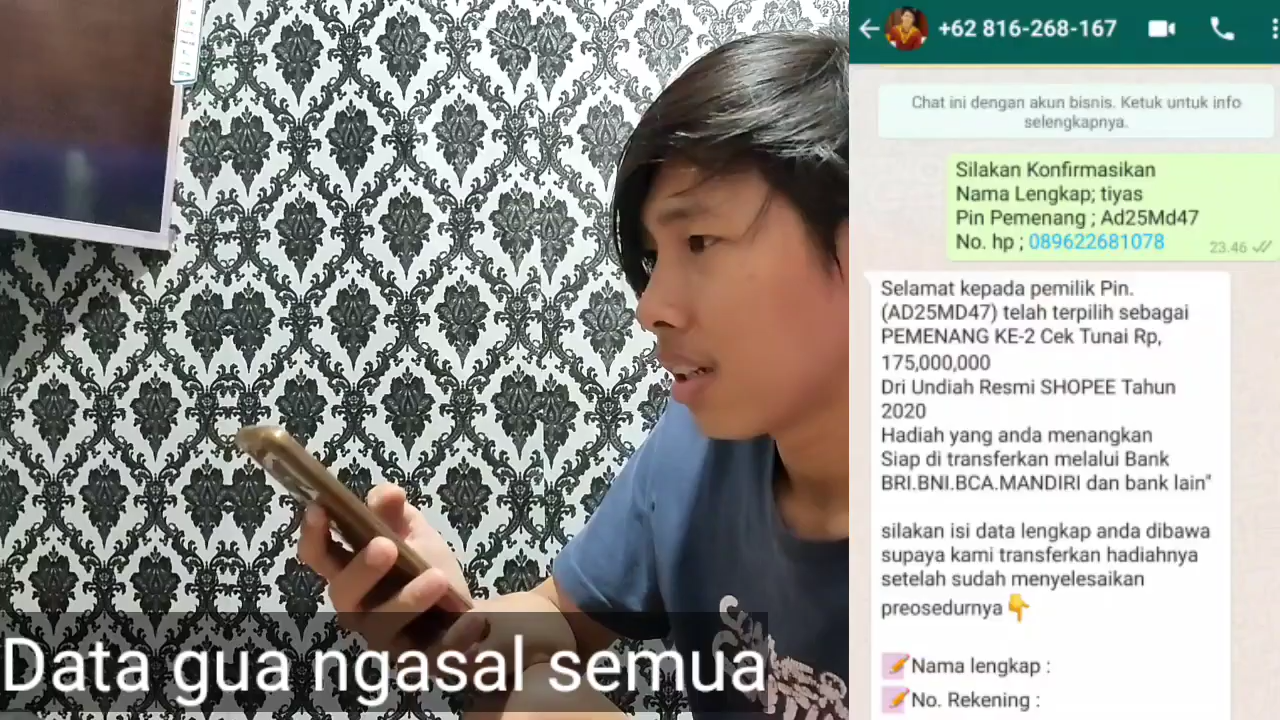 +62 816-268-167
Chat ini dengan akun bisnis. Ketuk untuk info
selengkapnya.
Silakan Konfirmasikan
Nama Lengkap; tiyas
Pin Pemenang ; Ad25Md47
No. hp ; 089622681078
23.46
Selamat kepada pemilik Pin.
(AD25MD47) telah terpilih sebagai
PEMENANG KE-2 Cek Tunai Rp,
175,000,000
Dri Undiah Resmi SHOPEE Tahun
2020
Hadiah yang anda menangkan
Siap di transferkan melalui Bank
BRI.BNI.BCA.MANDIRI dan bank lain"
silakan isi data lengkap anda dibawa
supaya kami transferkan hadiahnya
setelah sudah menyelesaikan
preosedurnya👇
Nama lengkap :
No. Rekening :
Data gua ngasal semua